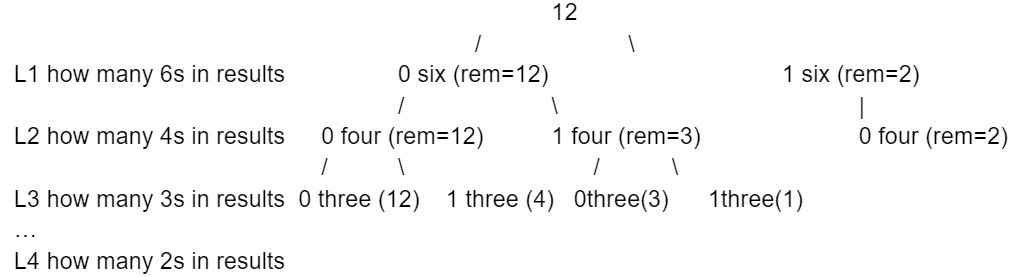 12
/ \
L1 how many 6s in results 0 six (rem=12) 1 six (rem=2)
/ \ |
L2 how many 4s in results 0 four (rem=12) 1 four (rem=3) 0 four (rem=2)
/ \ / \
L3 how many 3s in results 0 three (12) 1 three (4) 0three(3) 1three(1)
…
L4 how many 2s in results